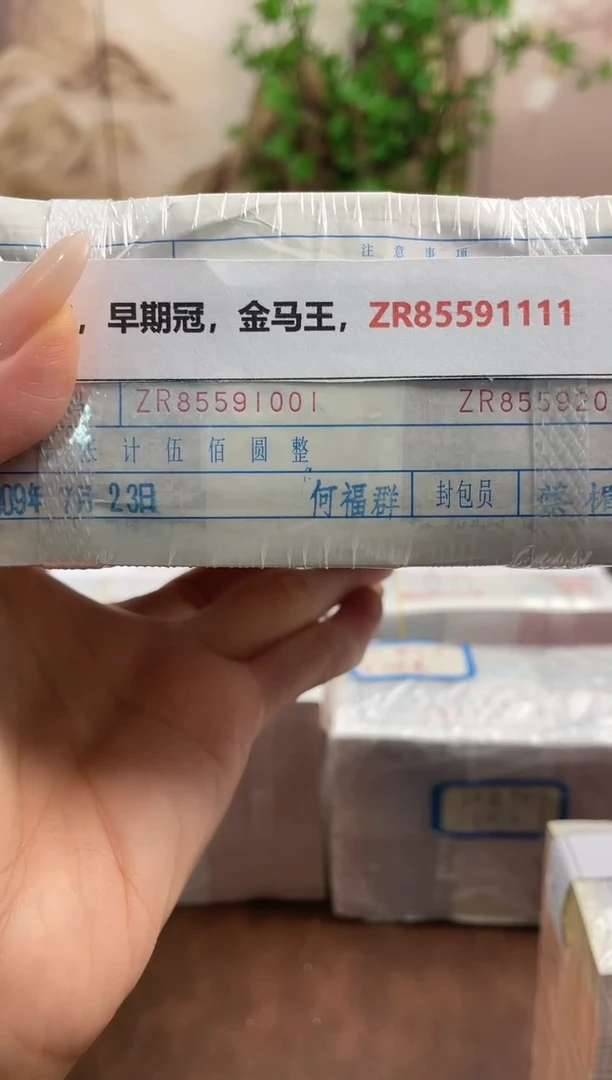 注意事项
，早期冠，金马王，ZR85591111
ZR85591001 ZR855920
计伍佰圆整
09年 7月 23日 何福群 封包员